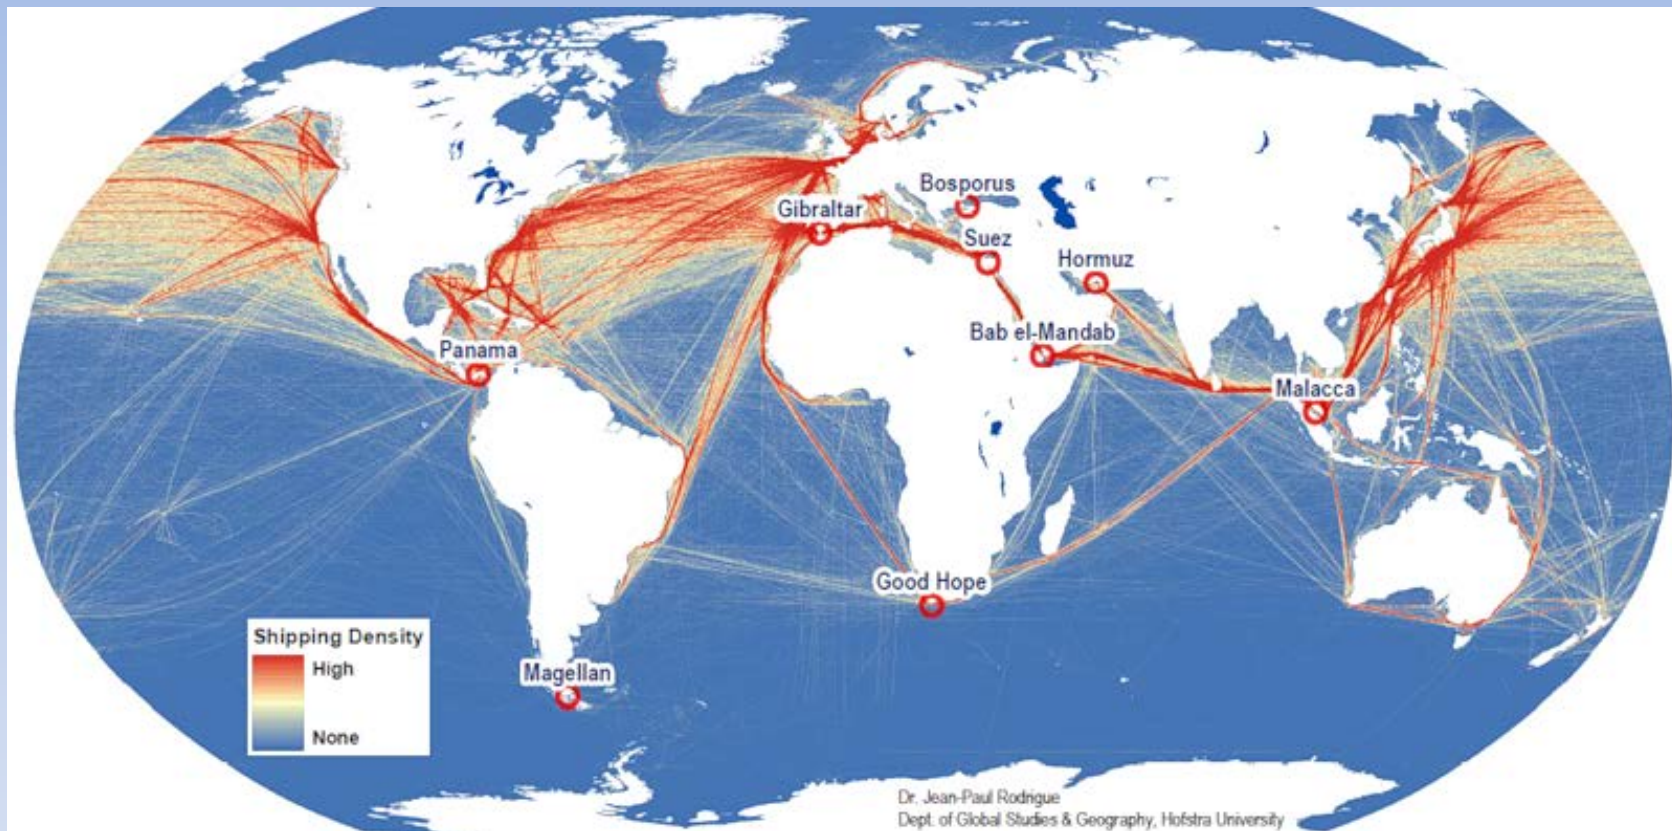 Bosporus
Gibraltar
Suez
Hormuz
Bab el-Mandab
Panama
Malacca
Good Hope
Magellan
Shipping Density
High
None
Dr. Jean-Paul Rodrigue
Dept. of Global Studies & Geography, Hofstra University